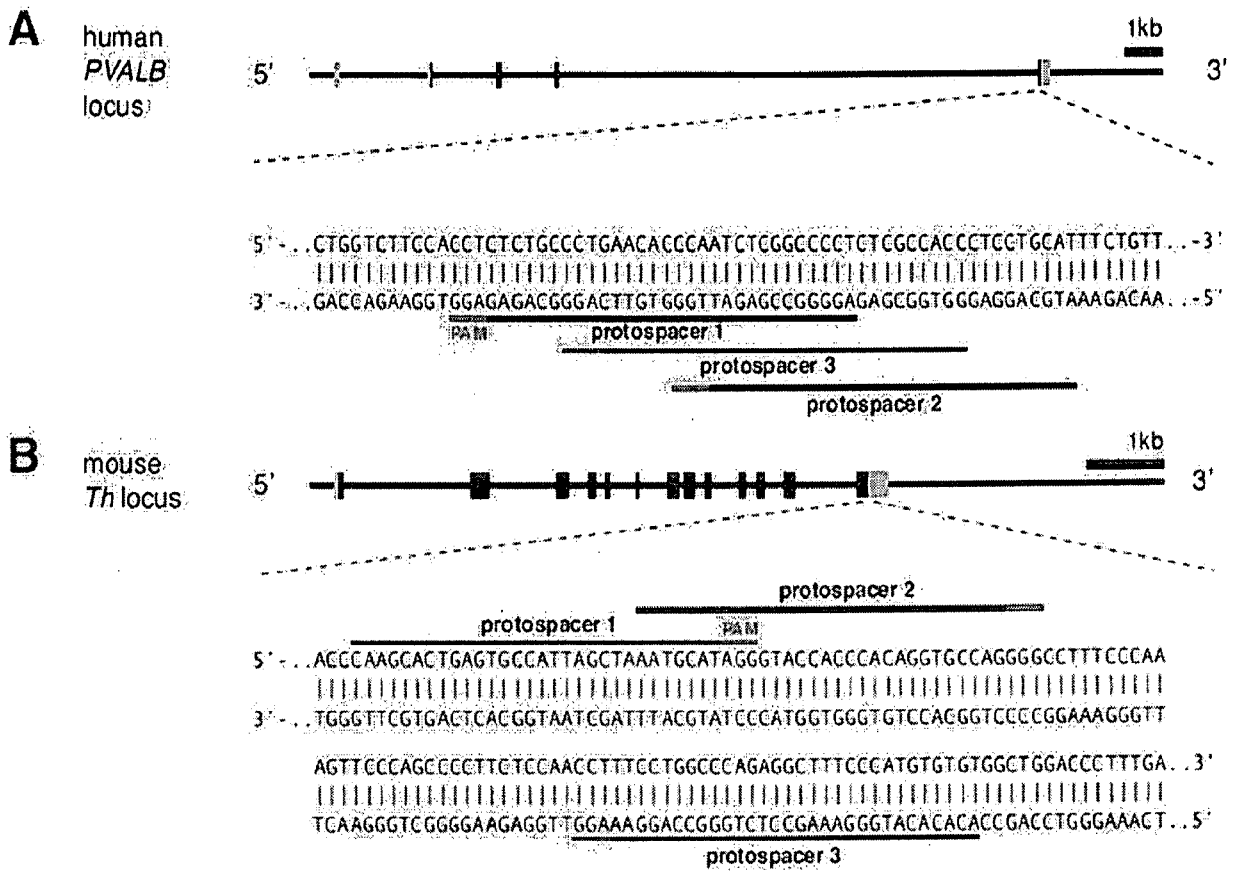 A
human
PVALB
locus
5'
1kb
3'
5'-..CTGGTCTTCCACCTCTCTGCCCTGAACACCCAATCTCGGCCCCTCTCGCCACCCTCCTGCATTTCTGTT..-3'
3'-..GACCAGAAGGTGGAGAGACGGGACTTGTGGGTTAGAGCCGGGGAGAGCGGTGGGAGGACGTAAAGACAA..-5'
PAM protospacer 1
protospacer 3
protospacer 2
B
mouse
Th locus
5'
1kb
3'
protospacer 2
protospacer 1 PAM
5'-..ACCCAAGCACTGAGTGCCATTAGCTAAATGCATAGGGTACCACCCACAGGTGCCAGGGGCCTTTCCCAA
3'-..TGGGTTCGTGACTCACGGTAATCGATTTACGTATCCCATGGTGGGTGTCCACGGTCCCCGGAAAGGGTT
AGTTCCCAGCCCCTTCTCCAACCTTTCCTGGCCCAGAGGCTTTCCCATGTGTGTGGCTGGACCCTTTGA..3'
TCAAGGGTCGGGGAAGAGGTTGGAAAGGACCGGGTCTCCGAAAGGGTACACACACCGACCTGGGAAACT..5'
protospacer 3